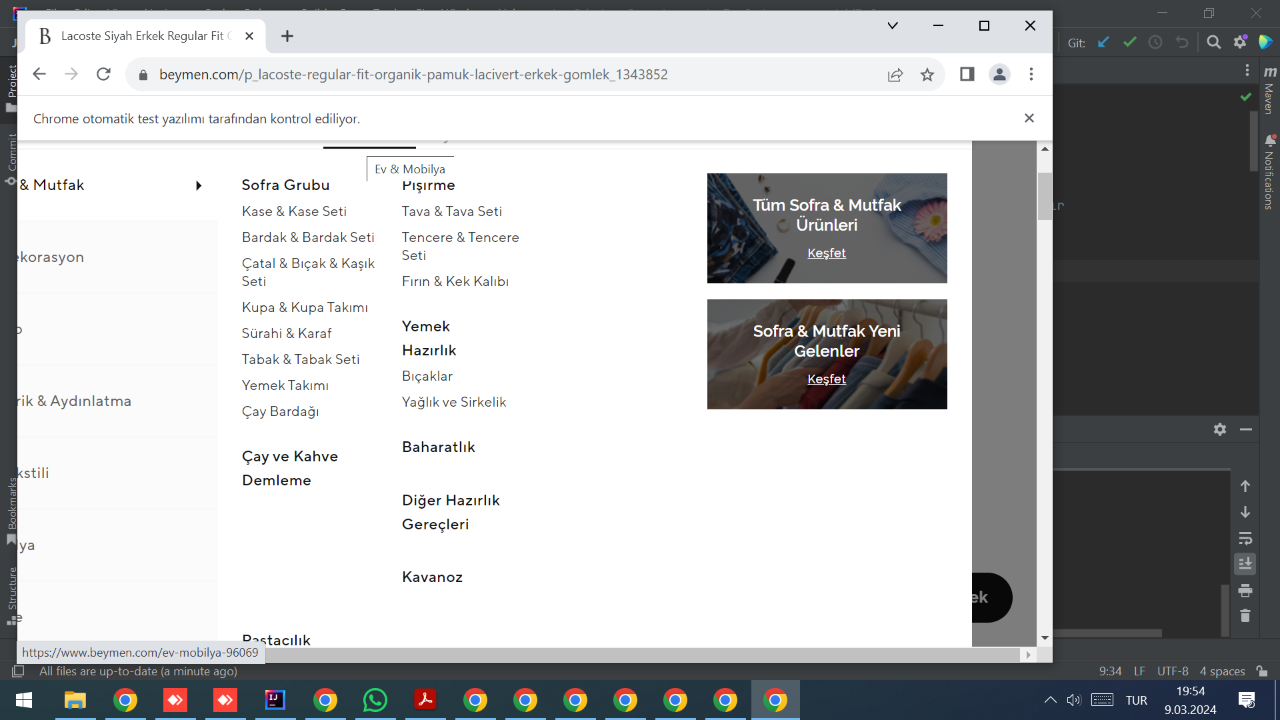 Lacoste Siyah Erkek Regular Fit
beymen.com/p_lacoste-regular-fit-organik-pamuk-lacivert-erkek-gomlek_1343852
Chrome otomatik test yazılımı tarafından kontrol ediliyor.
Git:
Project
Commit
Bookmarks
Structure
Maven
Notifications
Ev & Mobilya
& Mutfak
ekorasyon
rik & Aydınlatma
kstili
ya
Sofra Grubu
Kase & Kase Seti
Bardak & Bardak Seti
Çatal & Bıçak & Kaşık
Seti
Kupa & Kupa Takımı
Sürahi & Karaf
Tabak & Tabak Seti
Yemek Takımı
Çay Bardağı
Çay ve Kahve
Demleme
Pişirme
Tava & Tava Seti
Tencere & Tencere
Seti
Fırın & Kek Kalıbı
Yemek
Hazırlık
Bıçaklar
Yağlık ve Sirkelik
Baharatlık
Diğer Hazırlık
Gereçleri
Kavanoz
Pastacılık
Tüm Sofra & Mutfak
Ürünleri
Keşfet
Sofra & Mutfak Yeni
Gelenler
Keşfet
ek
https://www.beymen.com/ev-mobilya-96069
All files are up-to-date (a minute ago)
9:34 LF UTF-8 4 spaces
TUR
19:54
9.03.2024